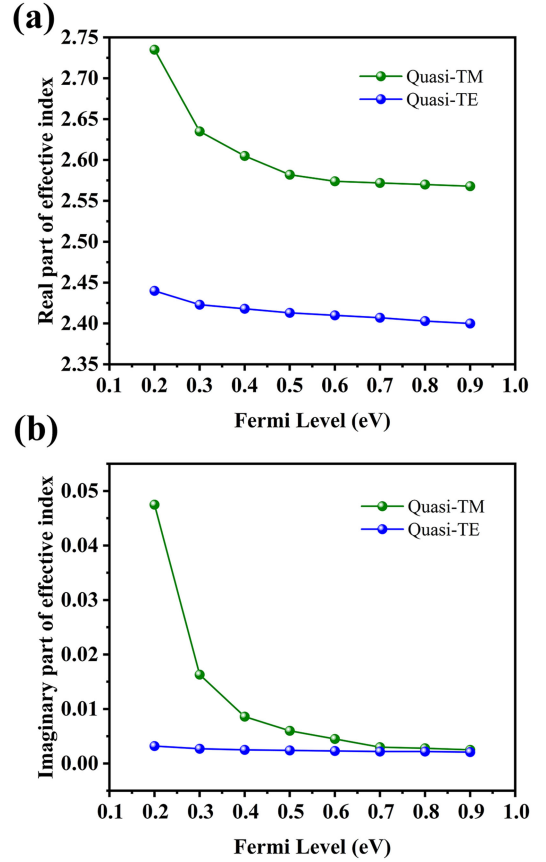 (a)
2.75
2.70
2.65
2.60
2.55
2.50
2.45
2.40
2.35
Real part of effective index
Quasi-TM
Quasi-TE
0.1 0.2 0.3 0.4 0.5 0.6 0.7 0.8 0.9 1.0
Fermi Level (eV)
(b)
0.05
0.04
0.03
0.02
0.01
0.00
Imaginary part of effective index
Quasi-TM
Quasi-TE
0.1 0.2 0.3 0.4 0.5 0.6 0.7 0.8 0.9 1.0
Fermi Level (eV)